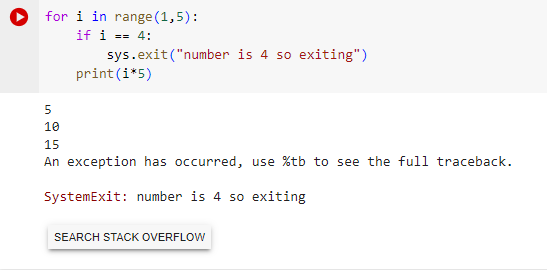 for i in range(1,5):
    if i == 4:
        sys.exit("number is 4 so exiting")
    print(i*5)
5
10
15
An exception has occurred, use %tb to see the full traceback.
SystemExit: number is 4 so exiting
SEARCH STACK OVERFLOW